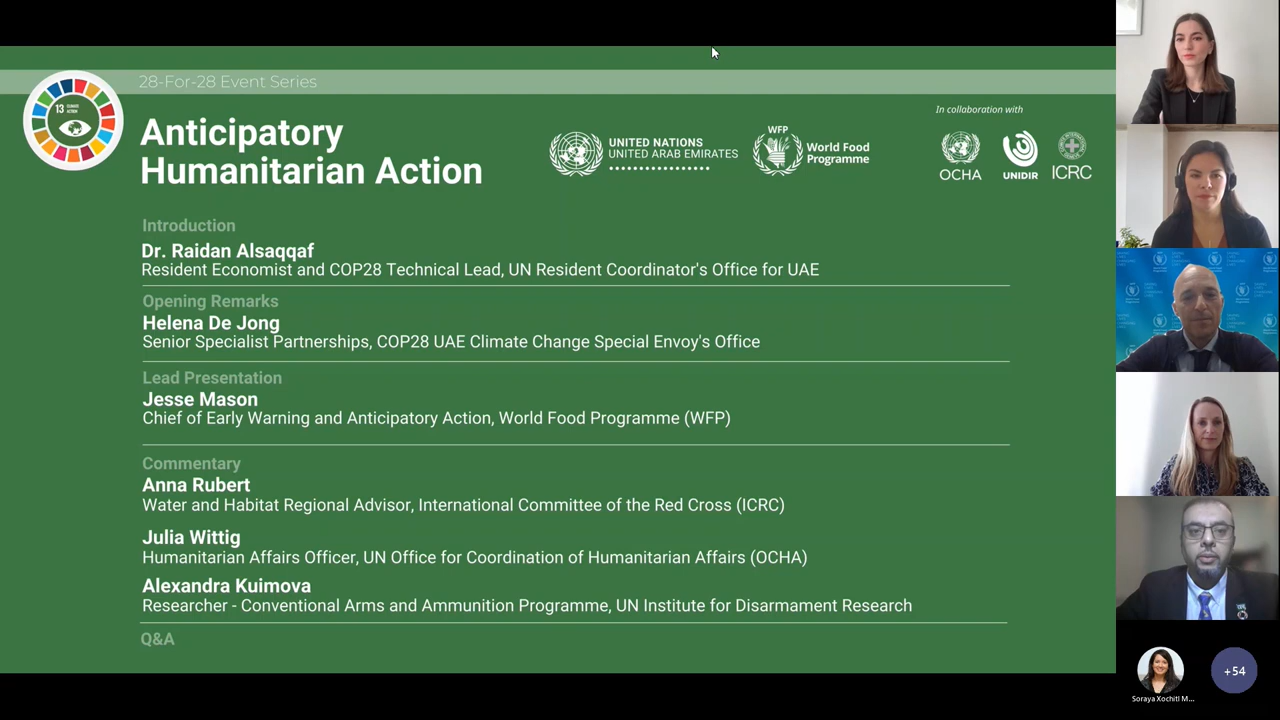 28-For-28 Event Series
13 CLIMATE ACTION
Anticipatory
Humanitarian Action
UNITED NATIONS
UNITED ARAB EMIRATES
WFP
World Food
Programme
In collaboration with
OCHA
UNIDIR
ICRC
Introduction
Dr. Raidan Alsaqqaf
Resident Economist and COP28 Technical Lead, UN Resident Coordinator's Office for UAE
Opening Remarks
Helena De Jong
Senior Specialist Partnerships, COP28 UAE Climate Change Special Envoy's Office
Lead Presentation
Jesse Mason
Chief of Early Warning and Anticipatory Action, World Food Programme (WFP)
Commentary
Anna Rubert
Water and Habitat Regional Advisor, International Committee of the Red Cross (ICRC)
Julia Wittig
Humanitarian Affairs Officer, UN Office for Coordination of Humanitarian Affairs (OCHA)
Alexandra Kuimova
Researcher - Conventional Arms and Ammunition Programme, UN Institute for Disarmament Research
Q&A
Soraya Xochitl M...
+54